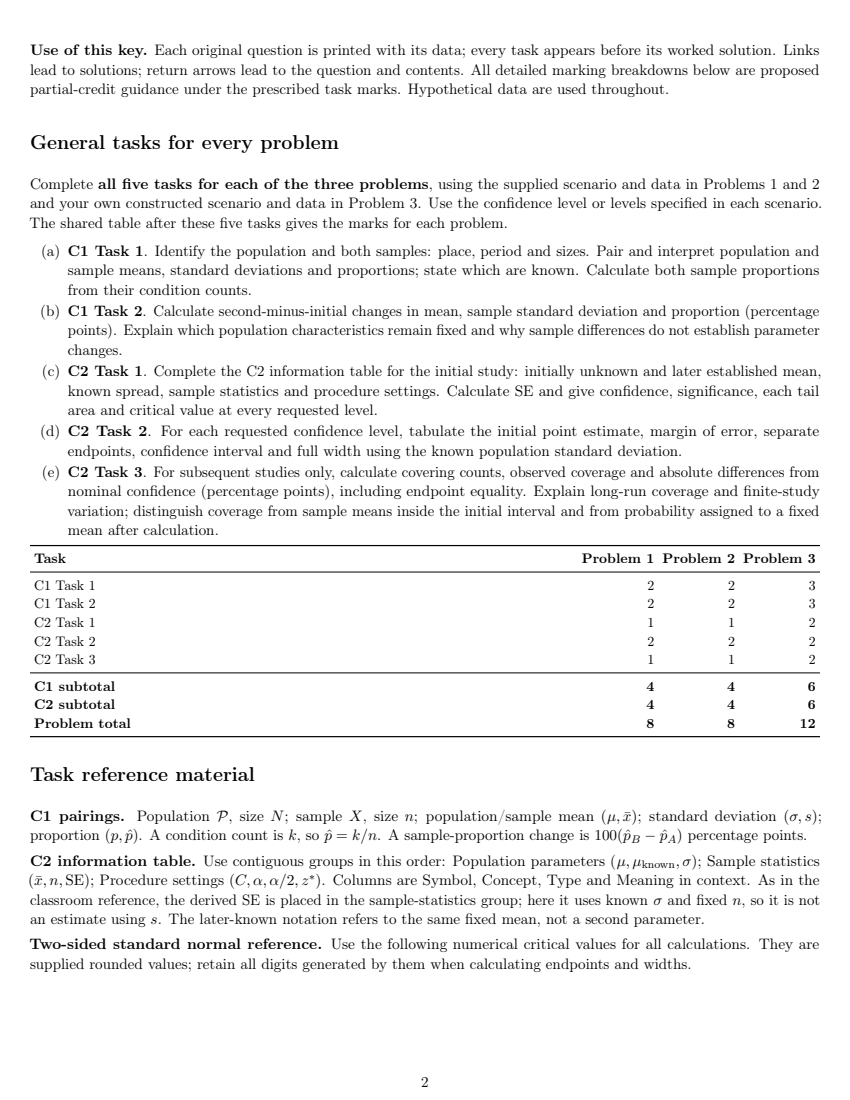 Use of this key. Each original question is printed with its data; every task appears before its worked solution. Links
lead to solutions; return arrows lead to the question and contents. All detailed marking breakdowns below are proposed
partial-credit guidance under the prescribed task marks. Hypothetical data are used throughout.
General tasks for every problem
Complete all five tasks for each of the three problems, using the supplied scenario and data in Problems 1 and 2
and your own constructed scenario and data in Problem 3. Use the confidence level or levels specified in each scenario.
The shared table after these five tasks gives the marks for each problem.
(a) C1 Task 1. Identify the population and both samples: place, period and sizes. Pair and interpret population and
sample means, standard deviations and proportions; state which are known. Calculate both sample proportions
from their condition counts.
(b) C1 Task 2. Calculate second-minus-initial changes in mean, sample standard deviation and proportion (percentage
points). Explain which population characteristics remain fixed and why sample differences do not establish parameter
changes.
(c) C2 Task 1. Complete the C2 information table for the initial study: initially unknown and later established mean,
known spread, sample statistics and procedure settings. Calculate SE and give confidence, significance, each tail
area and critical value at every requested level.
(d) C2 Task 2. For each requested confidence level, tabulate the initial point estimate, margin of error, separate
endpoints, confidence interval and full width using the known population standard deviation.
(e) C2 Task 3. For subsequent studies only, calculate covering counts, observed coverage and absolute differences from
nominal confidence (percentage points), including endpoint equality. Explain long-run coverage and finite-study
variation; distinguish coverage from sample means inside the initial interval and from probability assigned to a fixed
mean after calculation.
Task Problem 1 Problem 2 Problem 3
C1 Task 1 2 2 3
C1 Task 2 2 2 3
C2 Task 1 1 1 2
C2 Task 2 2 2 2
C2 Task 3 1 1 2
C1 subtotal 4 4 6
C2 subtotal 4 4 6
Problem total 8 8 12
Task reference material
C1 pairings. Population 𝒫, size N; sample X, size n; population/sample mean (μ, x̄); standard deviation (σ, s);
proportion (p, p̂). A condition count is k, so p̂ = k/n. A sample-proportion change is 100(p̂_B − p̂_A) percentage points.
C2 information table. Use contiguous groups in this order: Population parameters (μ, μ_known, σ); Sample statistics
(x̄, n, SE); Procedure settings (C, α, α/2, z*). Columns are Symbol, Concept, Type and Meaning in context. As in the
classroom reference, the derived SE is placed in the sample-statistics group; here it uses known σ and fixed n, so it is not
an estimate using s. The later-known notation refers to the same fixed mean, not a second parameter.
Two-sided standard normal reference. Use the following numerical critical values for all calculations. They are
supplied rounded values; retain all digits generated by them when calculating endpoints and widths.
2